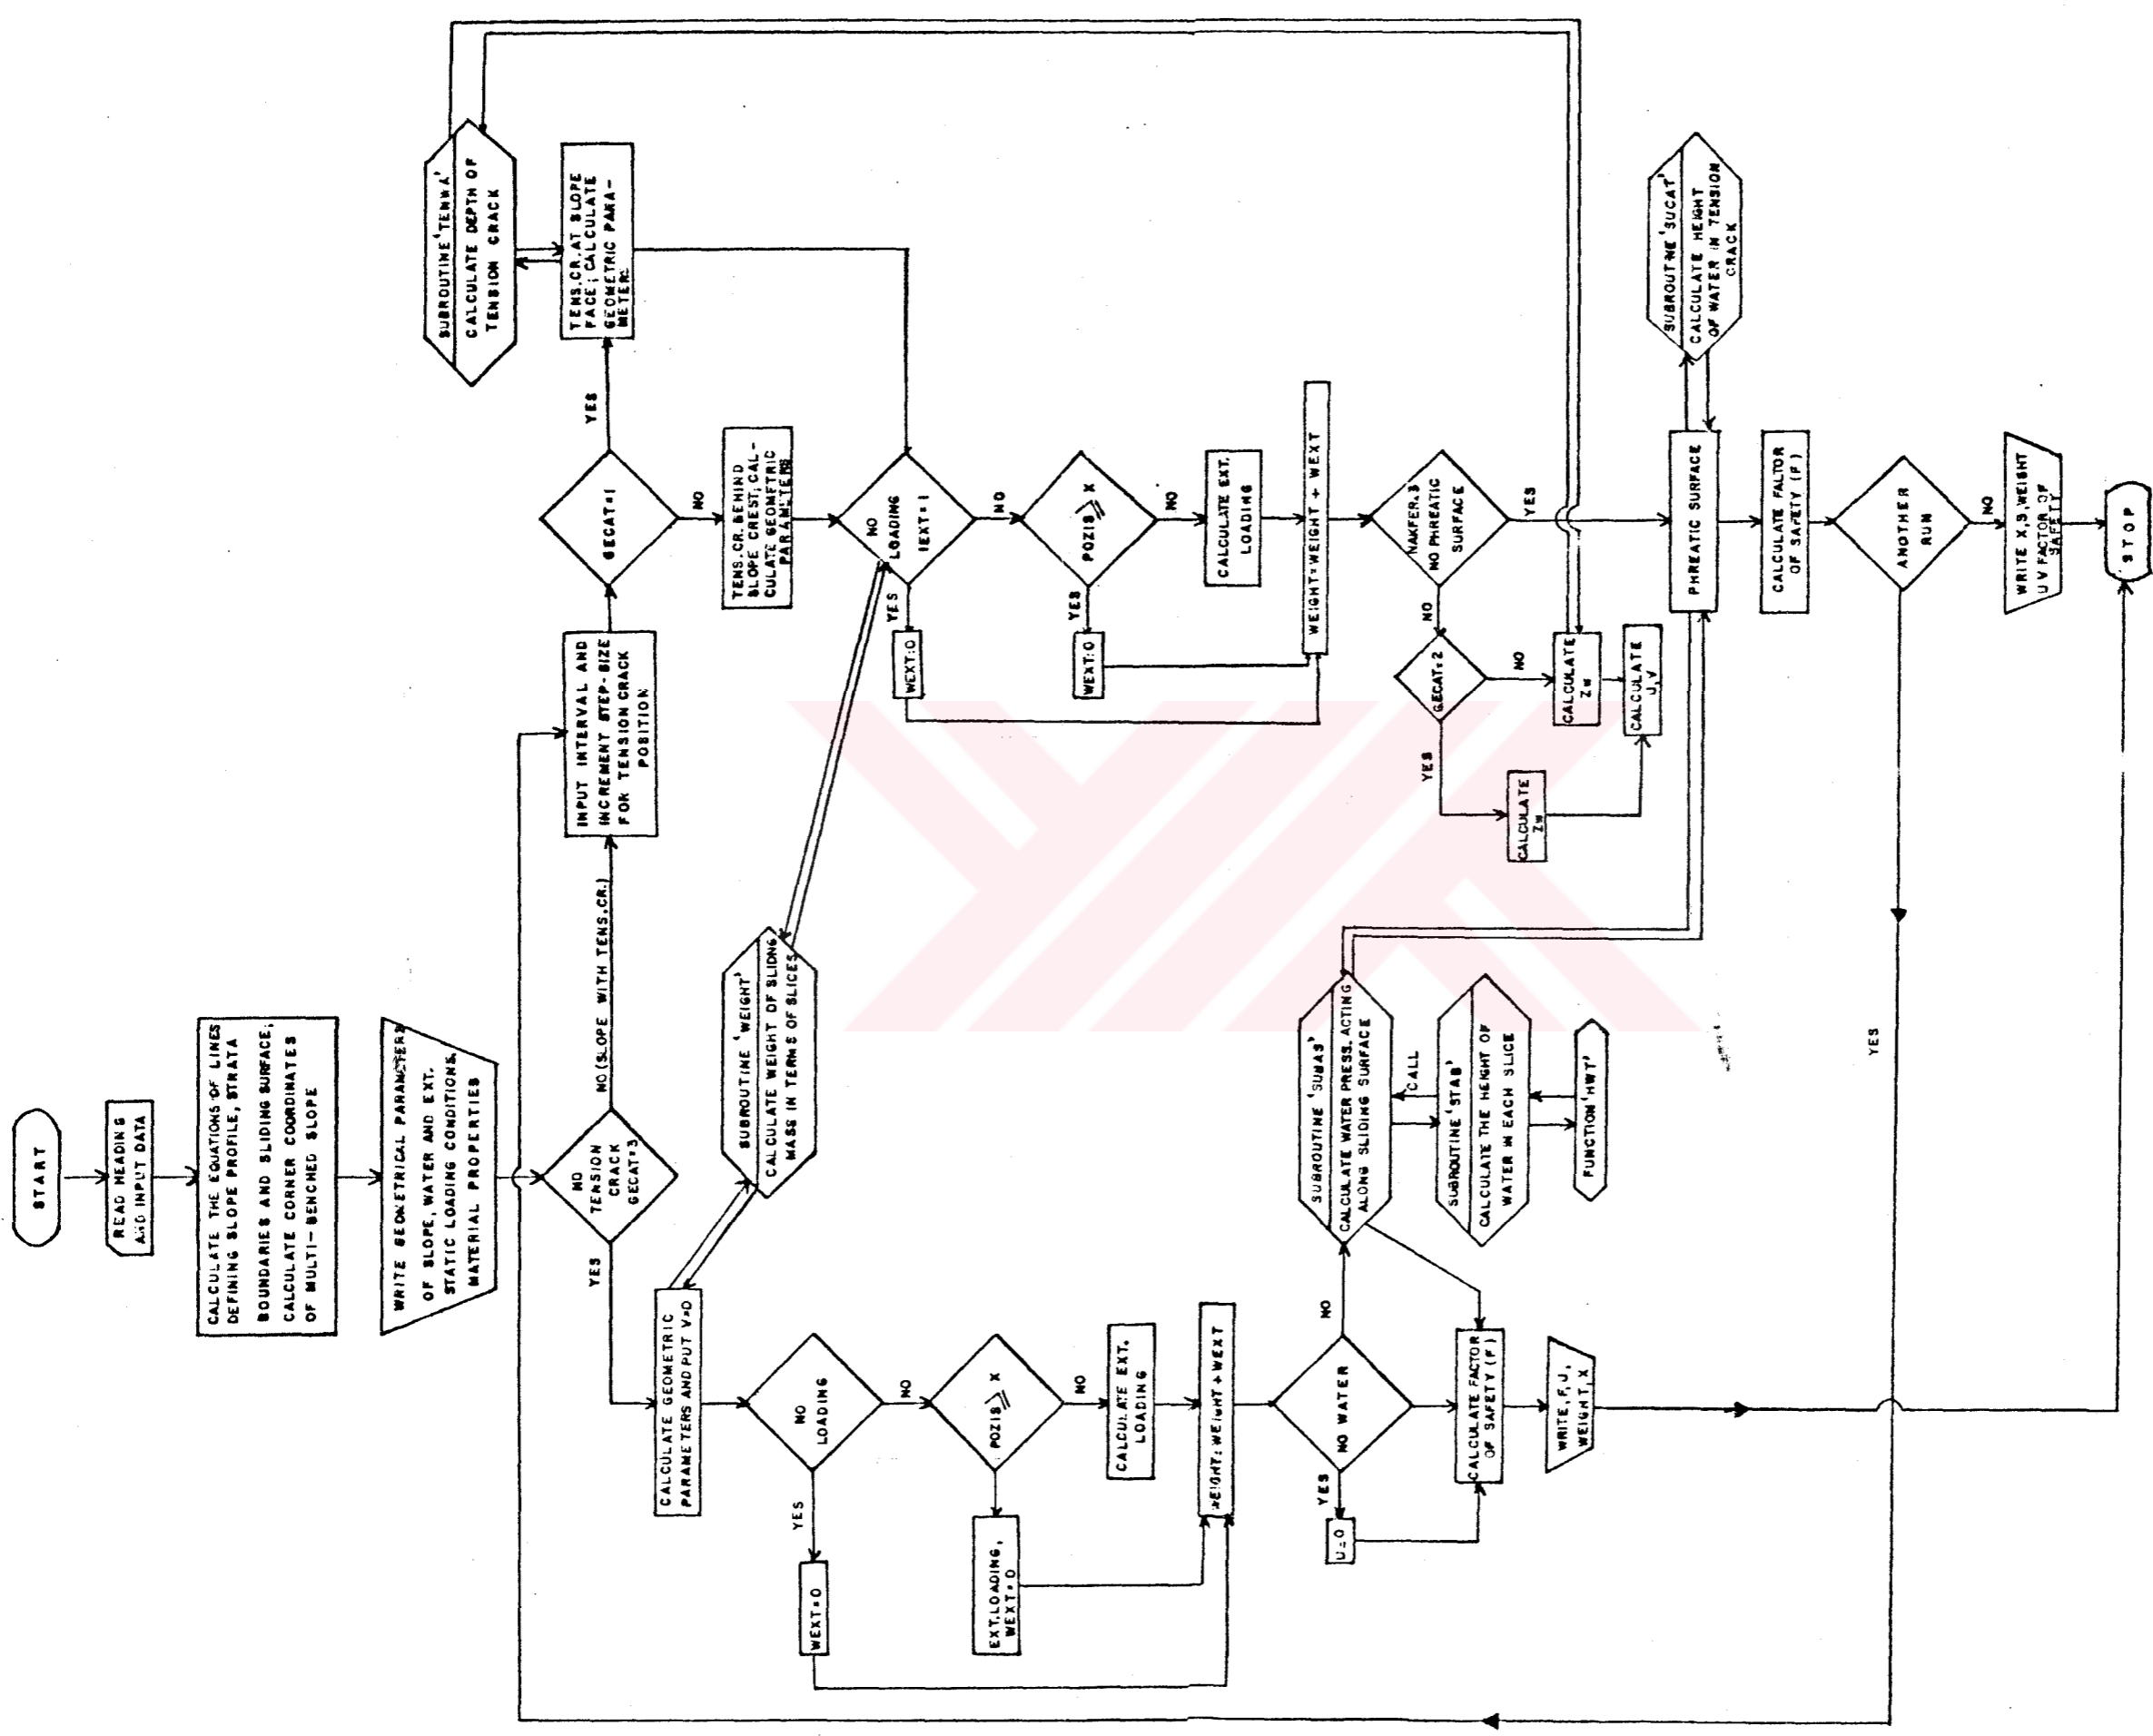 START
READ HEADING
AND INPUT DATA
CALCULATE THE EQUATIONS OF LINES
DEFINING SLOPE PROFILE, STRATA
BOUNDARIES AND SLIDING SURFACE;
CALCULATE CORNER COORDINATES
OF MULTI-BENCHED SLOPE
WRITE GEOMETRICAL PARAMETERS
OF SLOPE, WATER AND EXT.
STATIC LOADING CONDITIONS,
MATERIAL PROPERTIES
NO
TENSION
CRACK
GECAT=3
YES
NO (SLOPE WITH TENS.CR.)
CALCULATE GEOMETRIC
PARAMETERS AND PUT V=0
SUBROUTINE 'WEIGHT'
CALCULATE WEIGHT OF SLIDNG
MASS IN TERMS OF SLICES
NO
LOADING
YES
WEXT=0
NO
POZIS ⩾ X
EXT.LOADING,
WEXT=0
NO
CALCULATE EXT.
LOADING
WEIGHT=WEIGHT + WEXT
NO WATER
YES
U=0
NO
SUBROUTINE 'SUBAS'
CALCULATE WATER PRESS. ACTING
ALONG SLIDING SURFACE
CALL
SUBROUTINE 'STAB'
CALCULATE THE HEIGHT OF
WATER IN EACH SLICE
FUNCTION 'HWT'
CALCULATE FACTOR
OF SAFETY (F)
WRITE, F, U,
WEIGHT, X
INPUT INTERVAL AND
INCREMENT STEP-SIZE
FOR TENSION CRACK
POSITION
GECAT=1
YES
SUBROUTINE 'TENWA'
CALCULATE DEPTH OF
TENSION CRACK
TENS.CR.AT SLOPE
FACE; CALCULATE
GEOMETRIC PARA-
METERS
NO
TENS.CR.BEHIND
SLOPE CREST; CAL-
CULATE GEOMETRIC
PARAMETERS
NO
LOADING
IEXT=1
YES
WEXT=0
NO
POZIS ⩾ X
YES
WEXT=0
NO
CALCULATE EXT.
LOADING
WEIGHT=WEIGHT + WEXT
NAKFER=3
NO PHREATIC
SURFACE
NO
GECAT=2
NO
CALCULATE
ZW
CALCULATE
U,V
YES
CALCULATE
ZW
YES
PHREATIC SURFACE
SUBROUTINE 'SUCAT'
CALCULATE HEIGHT
OF WATER IN TENSION
CRACK
CALCULATE FALTOR
OF SAFETY (F)
ANOTHER
RUN
YES
NO
WRITE X,S,WEIGHT
U V FACTOR OF
SAFETY
STOP